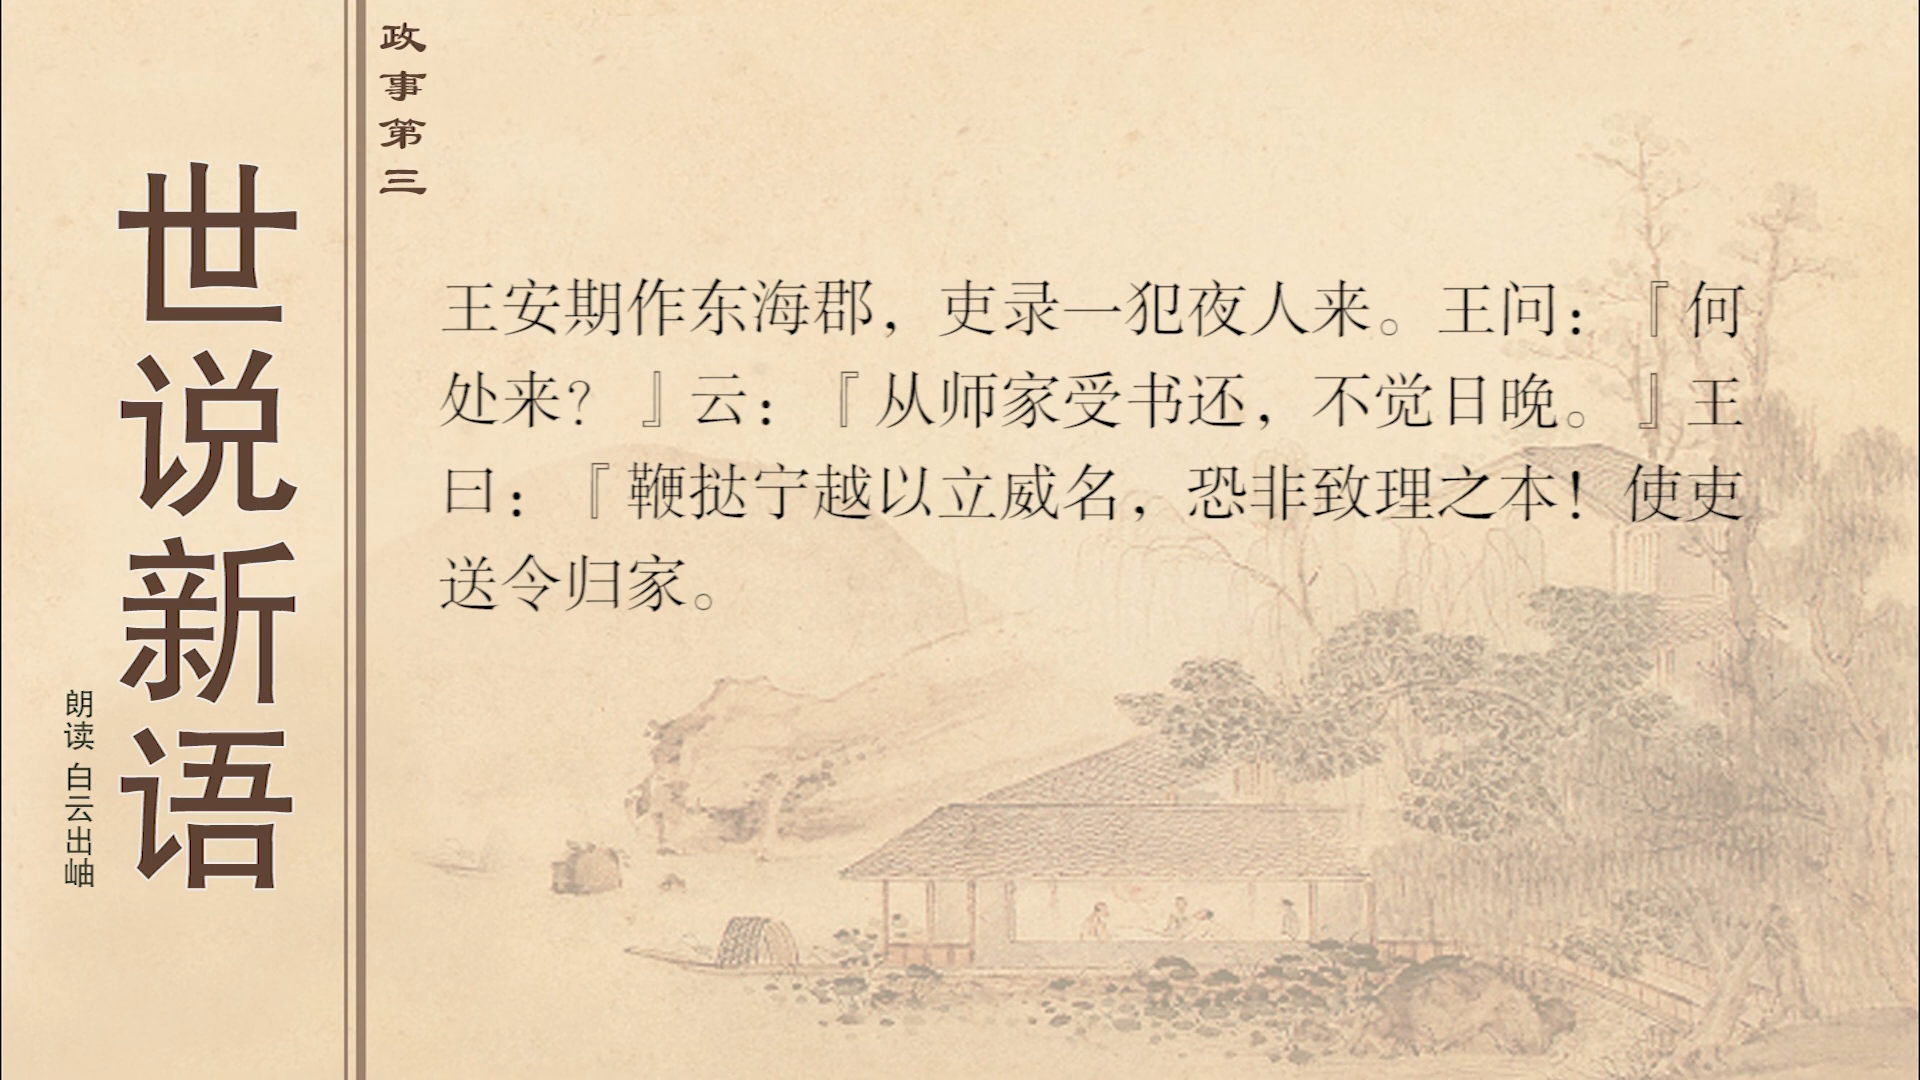 政事第三
世说新语
朗读 白云出岫
王安期作东海郡，吏录一犯夜人来。王问：『何
处来？』云：『从师家受书还，不觉日晚。』王
曰：『鞭挞宁越以立威名，恐非致理之本！使吏
送令归家。